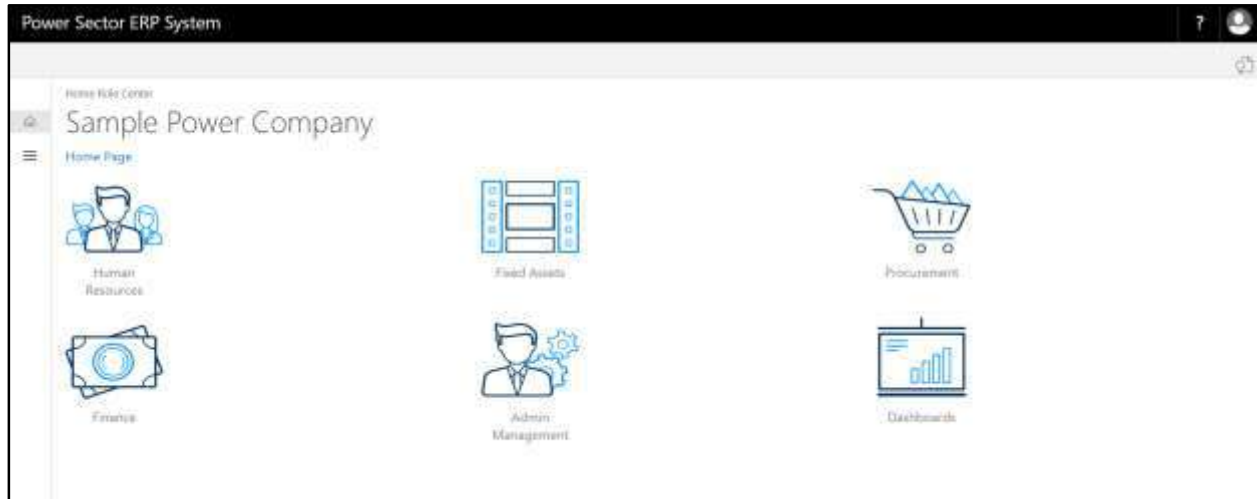 Power Sector ERP System
?
Home Role Center
Sample Power Company
Home Page
Human
Resources
Fixed Assets
Procurement
Finance
Admin
Management
Dashboards